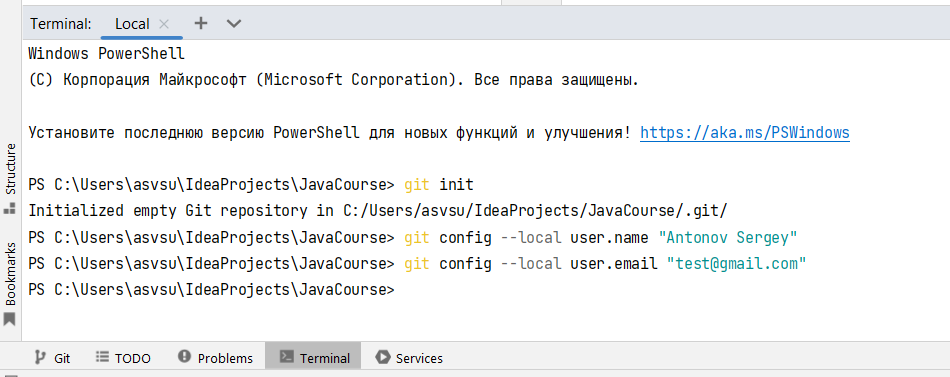 Terminal: Local
Windows PowerShell
(C) Корпорация Майкрософт (Microsoft Corporation). Все права защищены.
Установите последнюю версию PowerShell для новых функций и улучшения! https://aka.ms/PSWindows
PS C:\Users\asvsu\IdeaProjects\JavaCourse> git init
Initialized empty Git repository in C:/Users/asvsu/IdeaProjects/JavaCourse/.git/
PS C:\Users\asvsu\IdeaProjects\JavaCourse> git config --local user.name "Antonov Sergey"
PS C:\Users\asvsu\IdeaProjects\JavaCourse> git config --local user.email "test@gmail.com"
PS C:\Users\asvsu\IdeaProjects\JavaCourse>
Structure
Bookmarks
Git TODO Problems Terminal Services